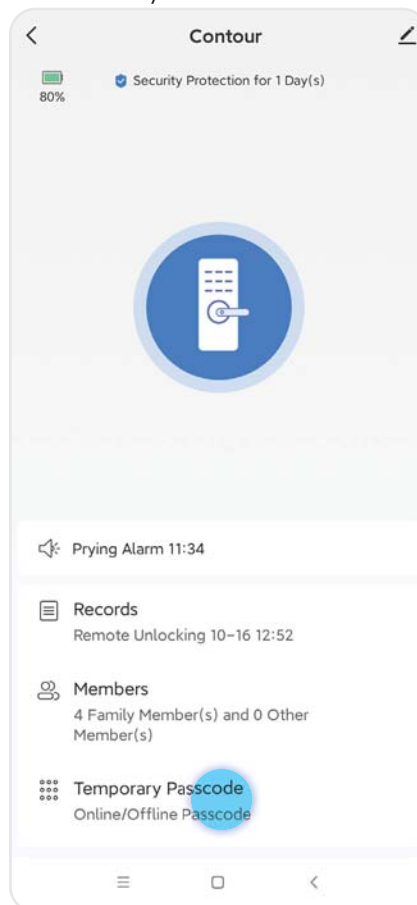 Contour
80%
Security Protection for 1 Day(s)
Prying Alarm 11:34
Records
Remote Unlocking 10-16 12:52
Members
4 Family Member(s) and 0 Other
Member(s)
Temporary Passcode
Online/Offline Passcode